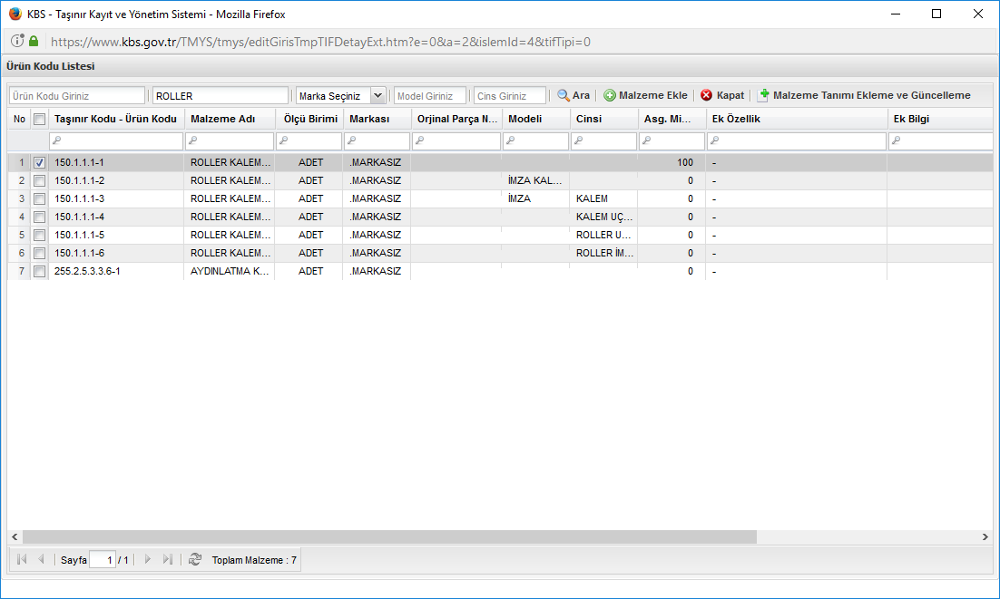 KBS - Taşınır Kayıt ve Yönetim Sistemi - Mozilla Firefox
https://www.kbs.gov.tr/TMYS/tmys/editGirisTmpTIFDetayExt.htm?e=0&a=2&islemId=4&tifTipi=0
Ürün Kodu Listesi
Ürün Kodu Giriniz ROLLER Marka Seçiniz Model Giriniz Cins Giriniz Ara Malzeme Ekle Kapat Malzeme Tanımı Ekleme ve Güncelleme
No Taşınır Kodu - Ürün Kodu Malzeme Adı Ölçü Birimi Markası Orjinal Parça N... Modeli Cinsi Asg. Mi... Ek Özellik Ek Bilgi
1 150.1.1.1-1 ROLLER KALEM... ADET .MARKASIZ 100 -
2 150.1.1.1-2 ROLLER KALEM... ADET .MARKASIZ İMZA KAL... 0 -
3 150.1.1.1-3 ROLLER KALEM... ADET .MARKASIZ İMZA KALEM 0 -
4 150.1.1.1-4 ROLLER KALEM... ADET .MARKASIZ KALEM UÇ... 0 -
5 150.1.1.1-5 ROLLER KALEM... ADET .MARKASIZ ROLLER U... 0 -
6 150.1.1.1-6 ROLLER KALEM... ADET .MARKASIZ ROLLER İM... 0 -
7 255.2.5.3.3.6-1 AYDINLATMA K... ADET .MARKASIZ 0 -
Sayfa 1 / 1 Toplam Malzeme : 7